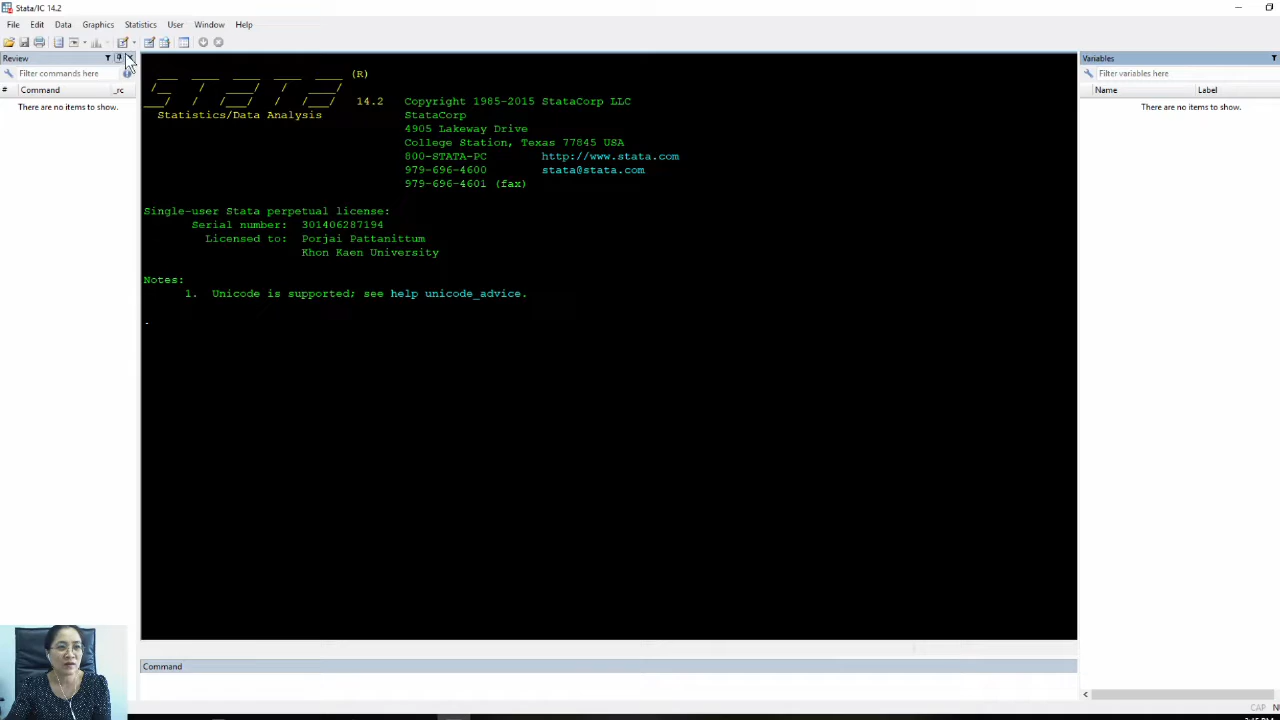 Stata/IC 14.2
File Edit Data Graphics Statistics User Window Help
Review
Filter commands here
# Command _rc
There are no items to show.
(R)
14.2 Copyright 1985-2015 StataCorp LLC
Statistics/Data Analysis StataCorp
4905 Lakeway Drive
College Station, Texas 77845 USA
800-STATA-PC http://www.stata.com
979-696-4600 stata@stata.com
979-696-4601 (fax)
Single-user Stata perpetual license:
Serial number: 301406287194
Licensed to: Porjai Pattanittum
Khon Kaen University
Notes:
1. Unicode is supported; see help unicode_advice.
.
Command
Variables
Filter variables here
Name Label
There are no items to show.
CAP